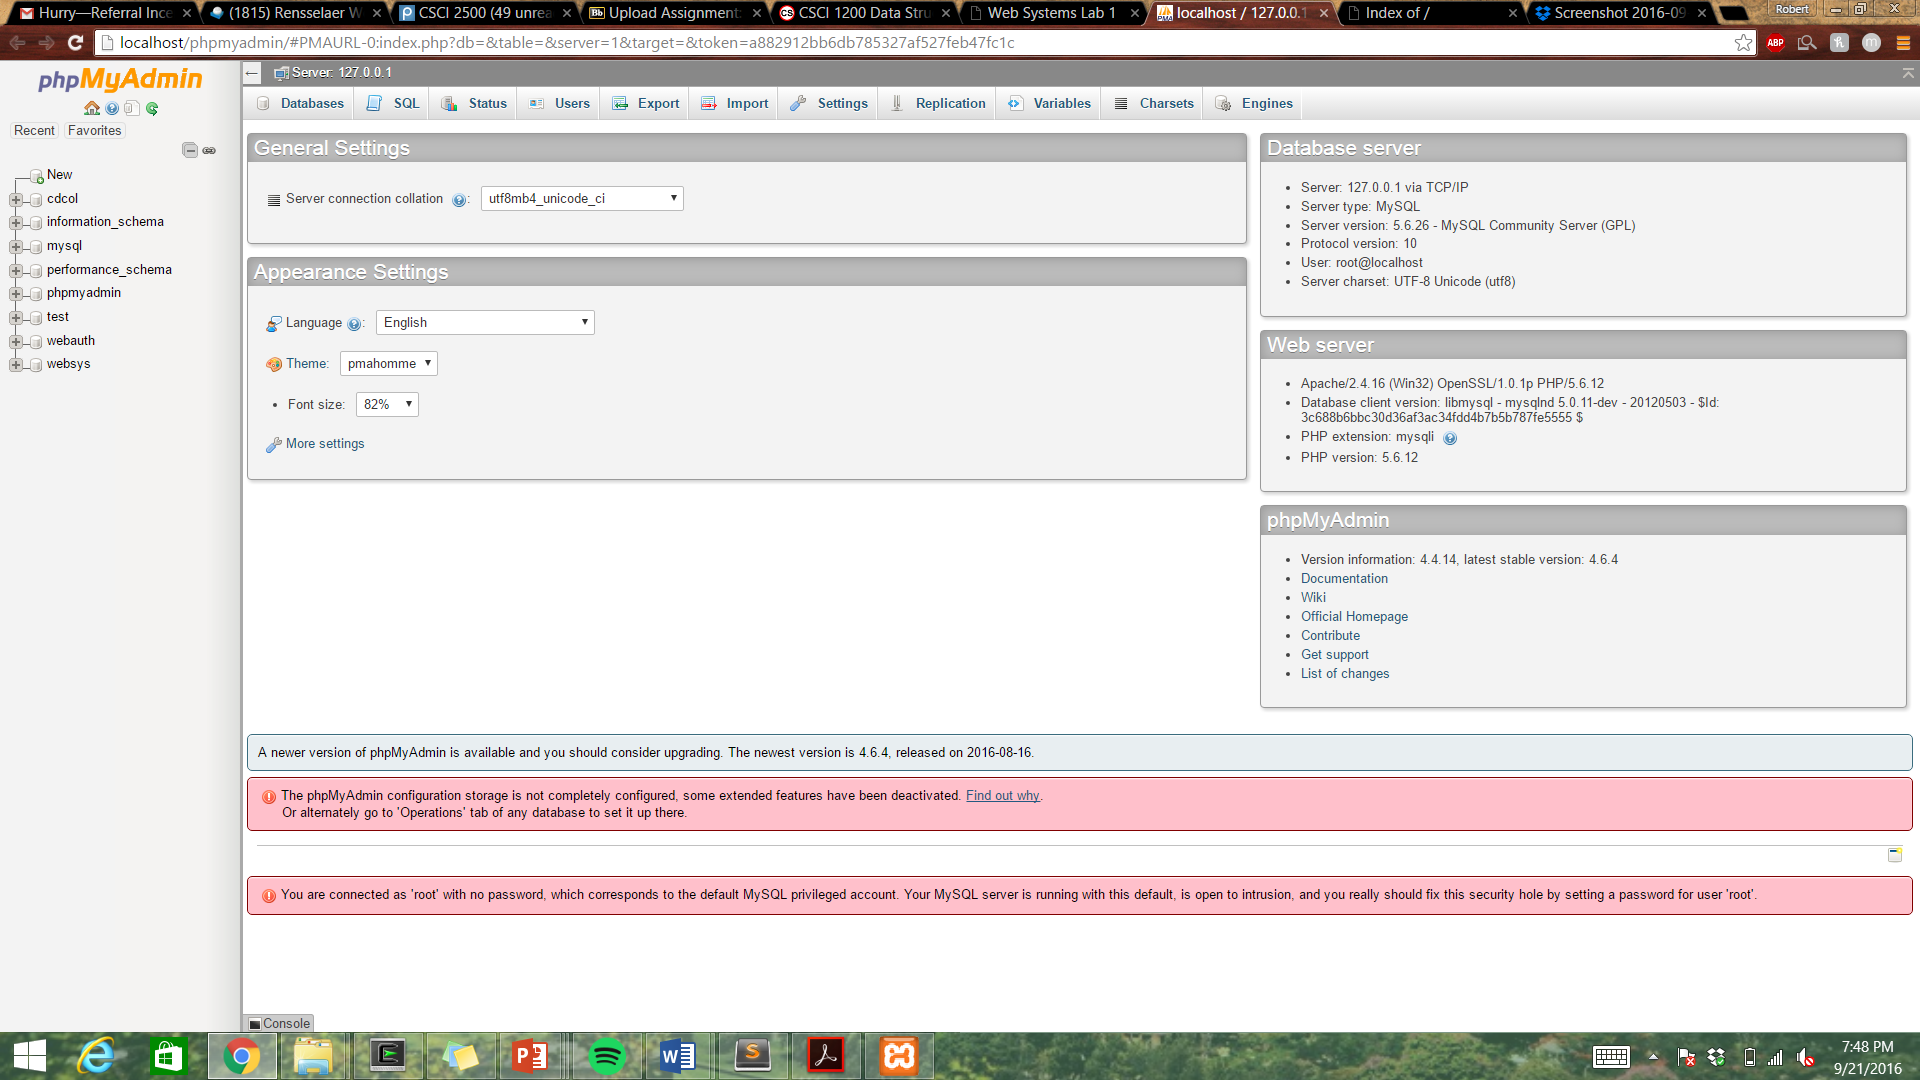 Hurry—Referral Ince
(1815) Rensselaer W
CSCI 2500 (49 unrea
Upload Assignment:
CSCI 1200 Data Stru
Web Systems Lab 1
localhost / 127.0.0.1
Index of /
Screenshot 2016-09
Robert
localhost/phpmyadmin/#PMAURL-0:index.php?db=&table=&server=1&target=&token=a882912bb6db785327af527feb47fc1c
ABP
phpMyAdmin
Recent
Favorites
New
cdcol
information_schema
mysql
performance_schema
phpmyadmin
test
webauth
websys
Server: 127.0.0.1
Databases
SQL
Status
Users
Export
Import
Settings
Replication
Variables
Charsets
Engines
General Settings
Server connection collation : utf8mb4_unicode_ci
Appearance Settings
Language : English
Theme: pmahomme
• Font size: 82%
More settings
Database server
• Server: 127.0.0.1 via TCP/IP
• Server type: MySQL
• Server version: 5.6.26 - MySQL Community Server (GPL)
• Protocol version: 10
• User: root@localhost
• Server charset: UTF-8 Unicode (utf8)
Web server
• Apache/2.4.16 (Win32) OpenSSL/1.0.1p PHP/5.6.12
• Database client version: libmysql - mysqlnd 5.0.11-dev - 20120503 - $Id:
3c688b6bbc30d36af3ac34fdd4b7b5b787fe5555 $
• PHP extension: mysqli
• PHP version: 5.6.12
phpMyAdmin
• Version information: 4.4.14, latest stable version: 4.6.4
• Documentation
• Wiki
• Official Homepage
• Contribute
• Get support
• List of changes
A newer version of phpMyAdmin is available and you should consider upgrading. The newest version is 4.6.4, released on 2016-08-16.
The phpMyAdmin configuration storage is not completely configured, some extended features have been deactivated. Find out why.
Or alternately go to 'Operations' tab of any database to set it up there.
You are connected as 'root' with no password, which corresponds to the default MySQL privileged account. Your MySQL server is running with this default, is open to intrusion, and you really should fix this security hole by setting a password for user 'root'.
Console
7:48 PM
9/21/2016